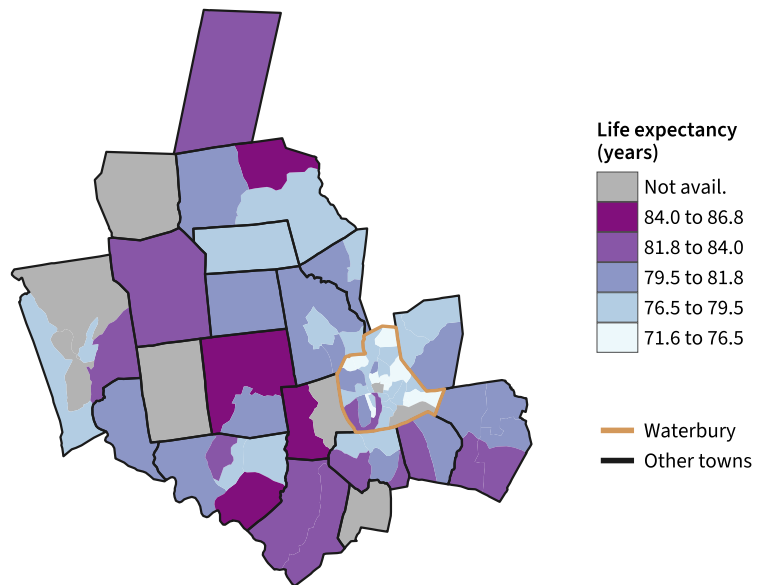 Life expectancy
(years)
Not avail.
84.0 to 86.8
81.8 to 84.0
79.5 to 81.8
76.5 to 79.5
71.6 to 76.5
Waterbury
Other towns